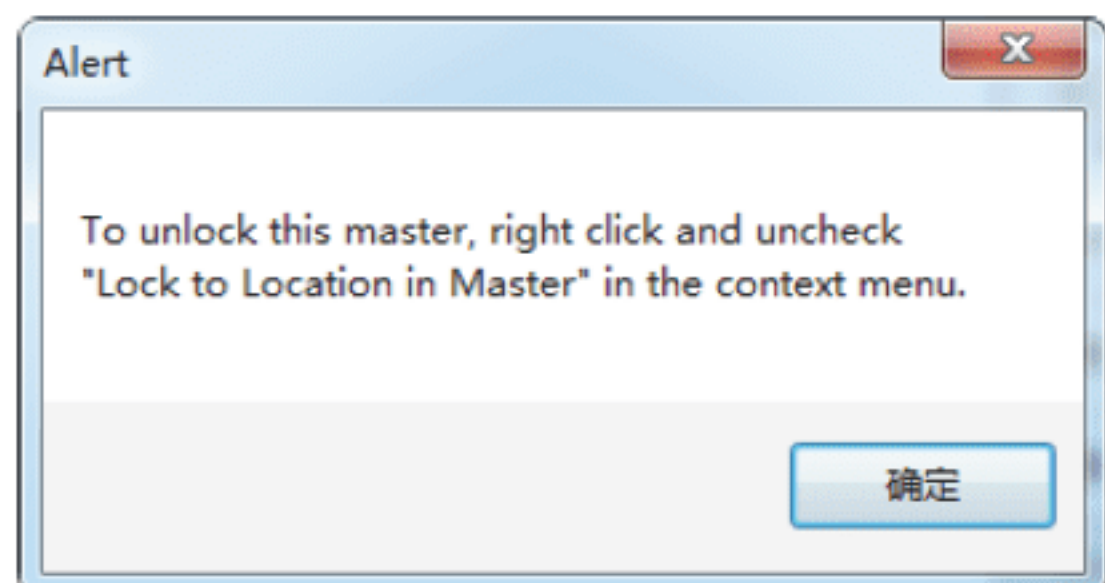 Alert
To unlock this master, right click and uncheck
"Lock to Location in Master" in the context menu.
确定